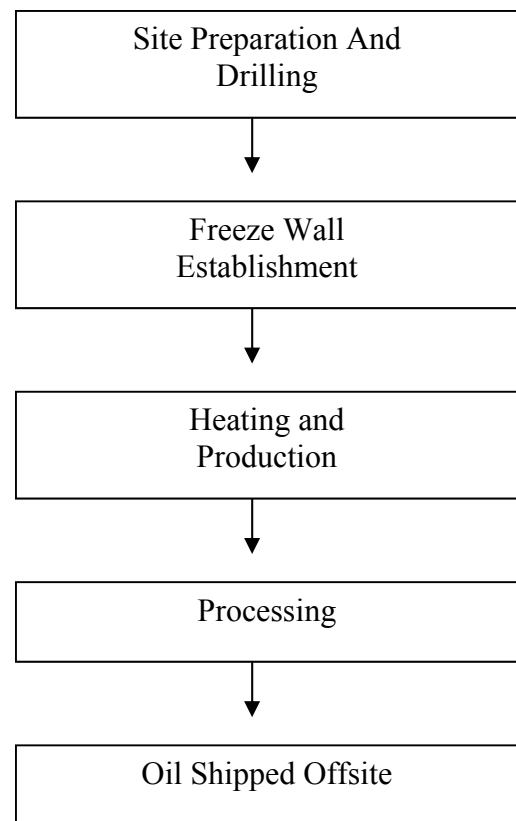 Site Preparation And
Drilling
Freeze Wall
Establishment
Heating and
Production
Processing
Oil Shipped Offsite